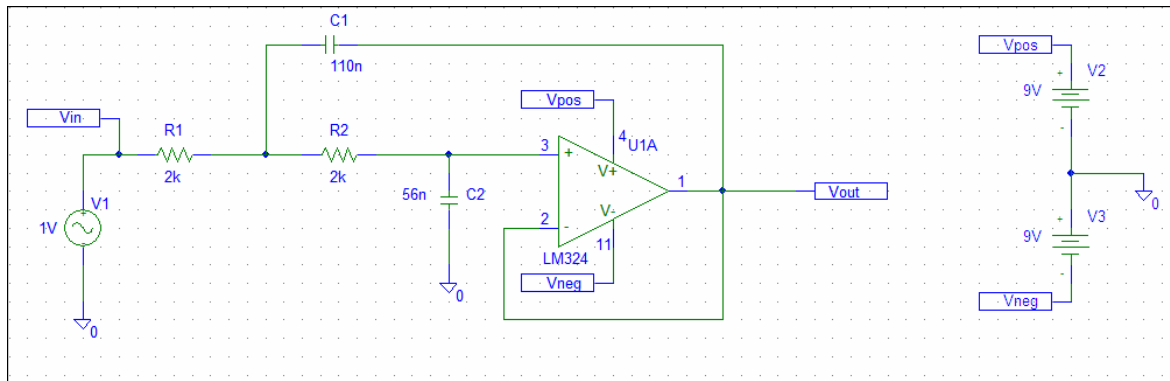 C1
110n
Vpos
V2
9V
Vpos
4
U1A
Vin
R1
R2
3
+
V+
2k
2k
56n
C2
1
Vout
0
V1
1V
2
-
V-
11
LM324
Vneg
V3
9V
0
0
Vneg